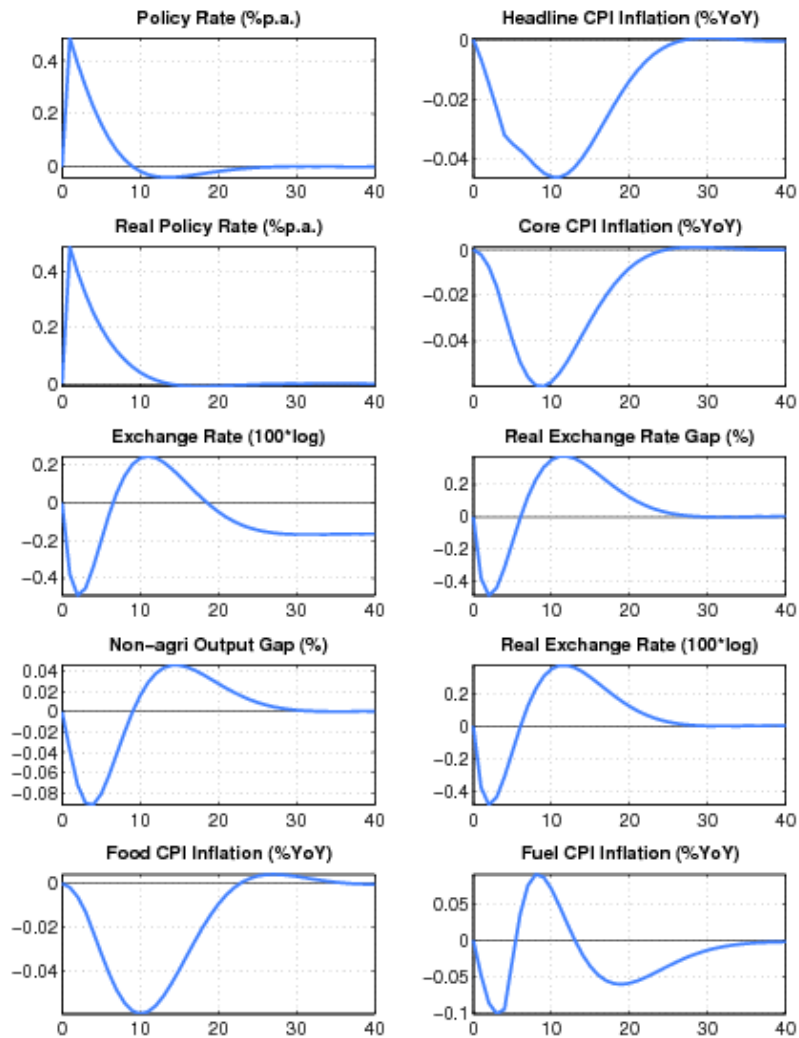 Policy Rate (%p.a.)
0.4
0.2
0
0 10 20 30 40
Headline CPI Inflation (%YoY)
0
−0.02
−0.04
0 10 20 30 40
Real Policy Rate (%p.a.)
0.4
0.2
0
0 10 20 30 40
Core CPI Inflation (%YoY)
0
−0.02
−0.04
0 10 20 30 40
Exchange Rate (100*log)
0.2
0
−0.2
−0.4
0 10 20 30 40
Real Exchange Rate Gap (%)
0.2
0
−0.2
−0.4
0 10 20 30 40
Non−agri Output Gap (%)
0.04
0.02
0
−0.02
−0.04
−0.06
−0.08
0 10 20 30 40
Real Exchange Rate (100*log)
0.2
0
−0.2
−0.4
0 10 20 30 40
Food CPI Inflation (%YoY)
0
−0.02
−0.04
0 10 20 30 40
Fuel CPI Inflation (%YoY)
0.05
0
−0.05
−0.1
0 10 20 30 40